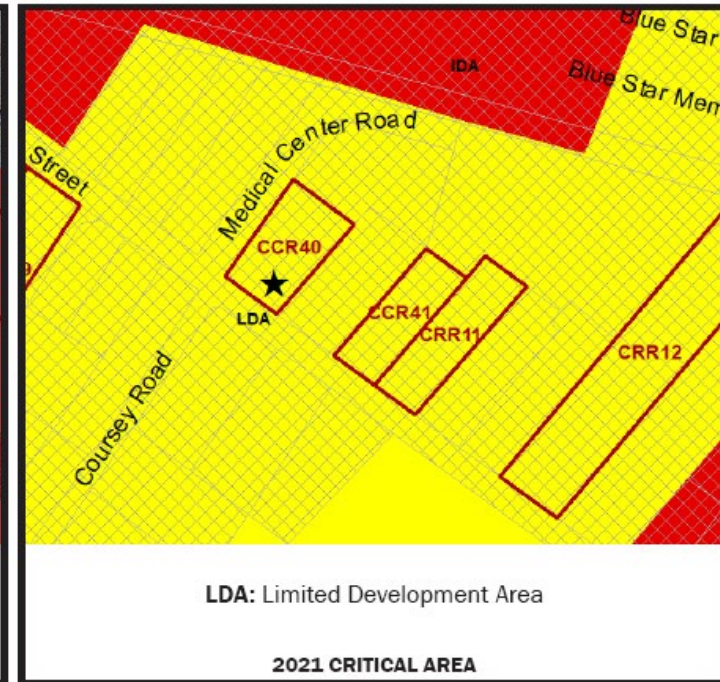 Blue Star
IDA
Blue Star Mem
Medical Center Road
Street
CCR40
9
LDA
CCR41
CRR11
CRR12
Coursey Road
LDA: Limited Development Area
2021 CRITICAL AREA